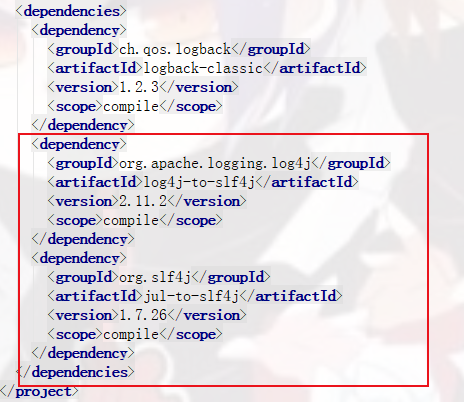 <dependencies>
<dependency>
<groupId>ch.qos.logback</groupId>
<artifactId>logback-classic</artifactId>
<version>1.2.3</version>
<scope>compile</scope>
</dependency>
<dependency>
<groupId>org.apache.logging.log4j</groupId>
<artifactId>log4j-to-slf4j</artifactId>
<version>2.11.2</version>
<scope>compile</scope>
</dependency>
<dependency>
<groupId>org.slf4j</groupId>
<artifactId>jul-to-slf4j</artifactId>
<version>1.7.26</version>
<scope>compile</scope>
</dependency>
</dependencies>
</project>